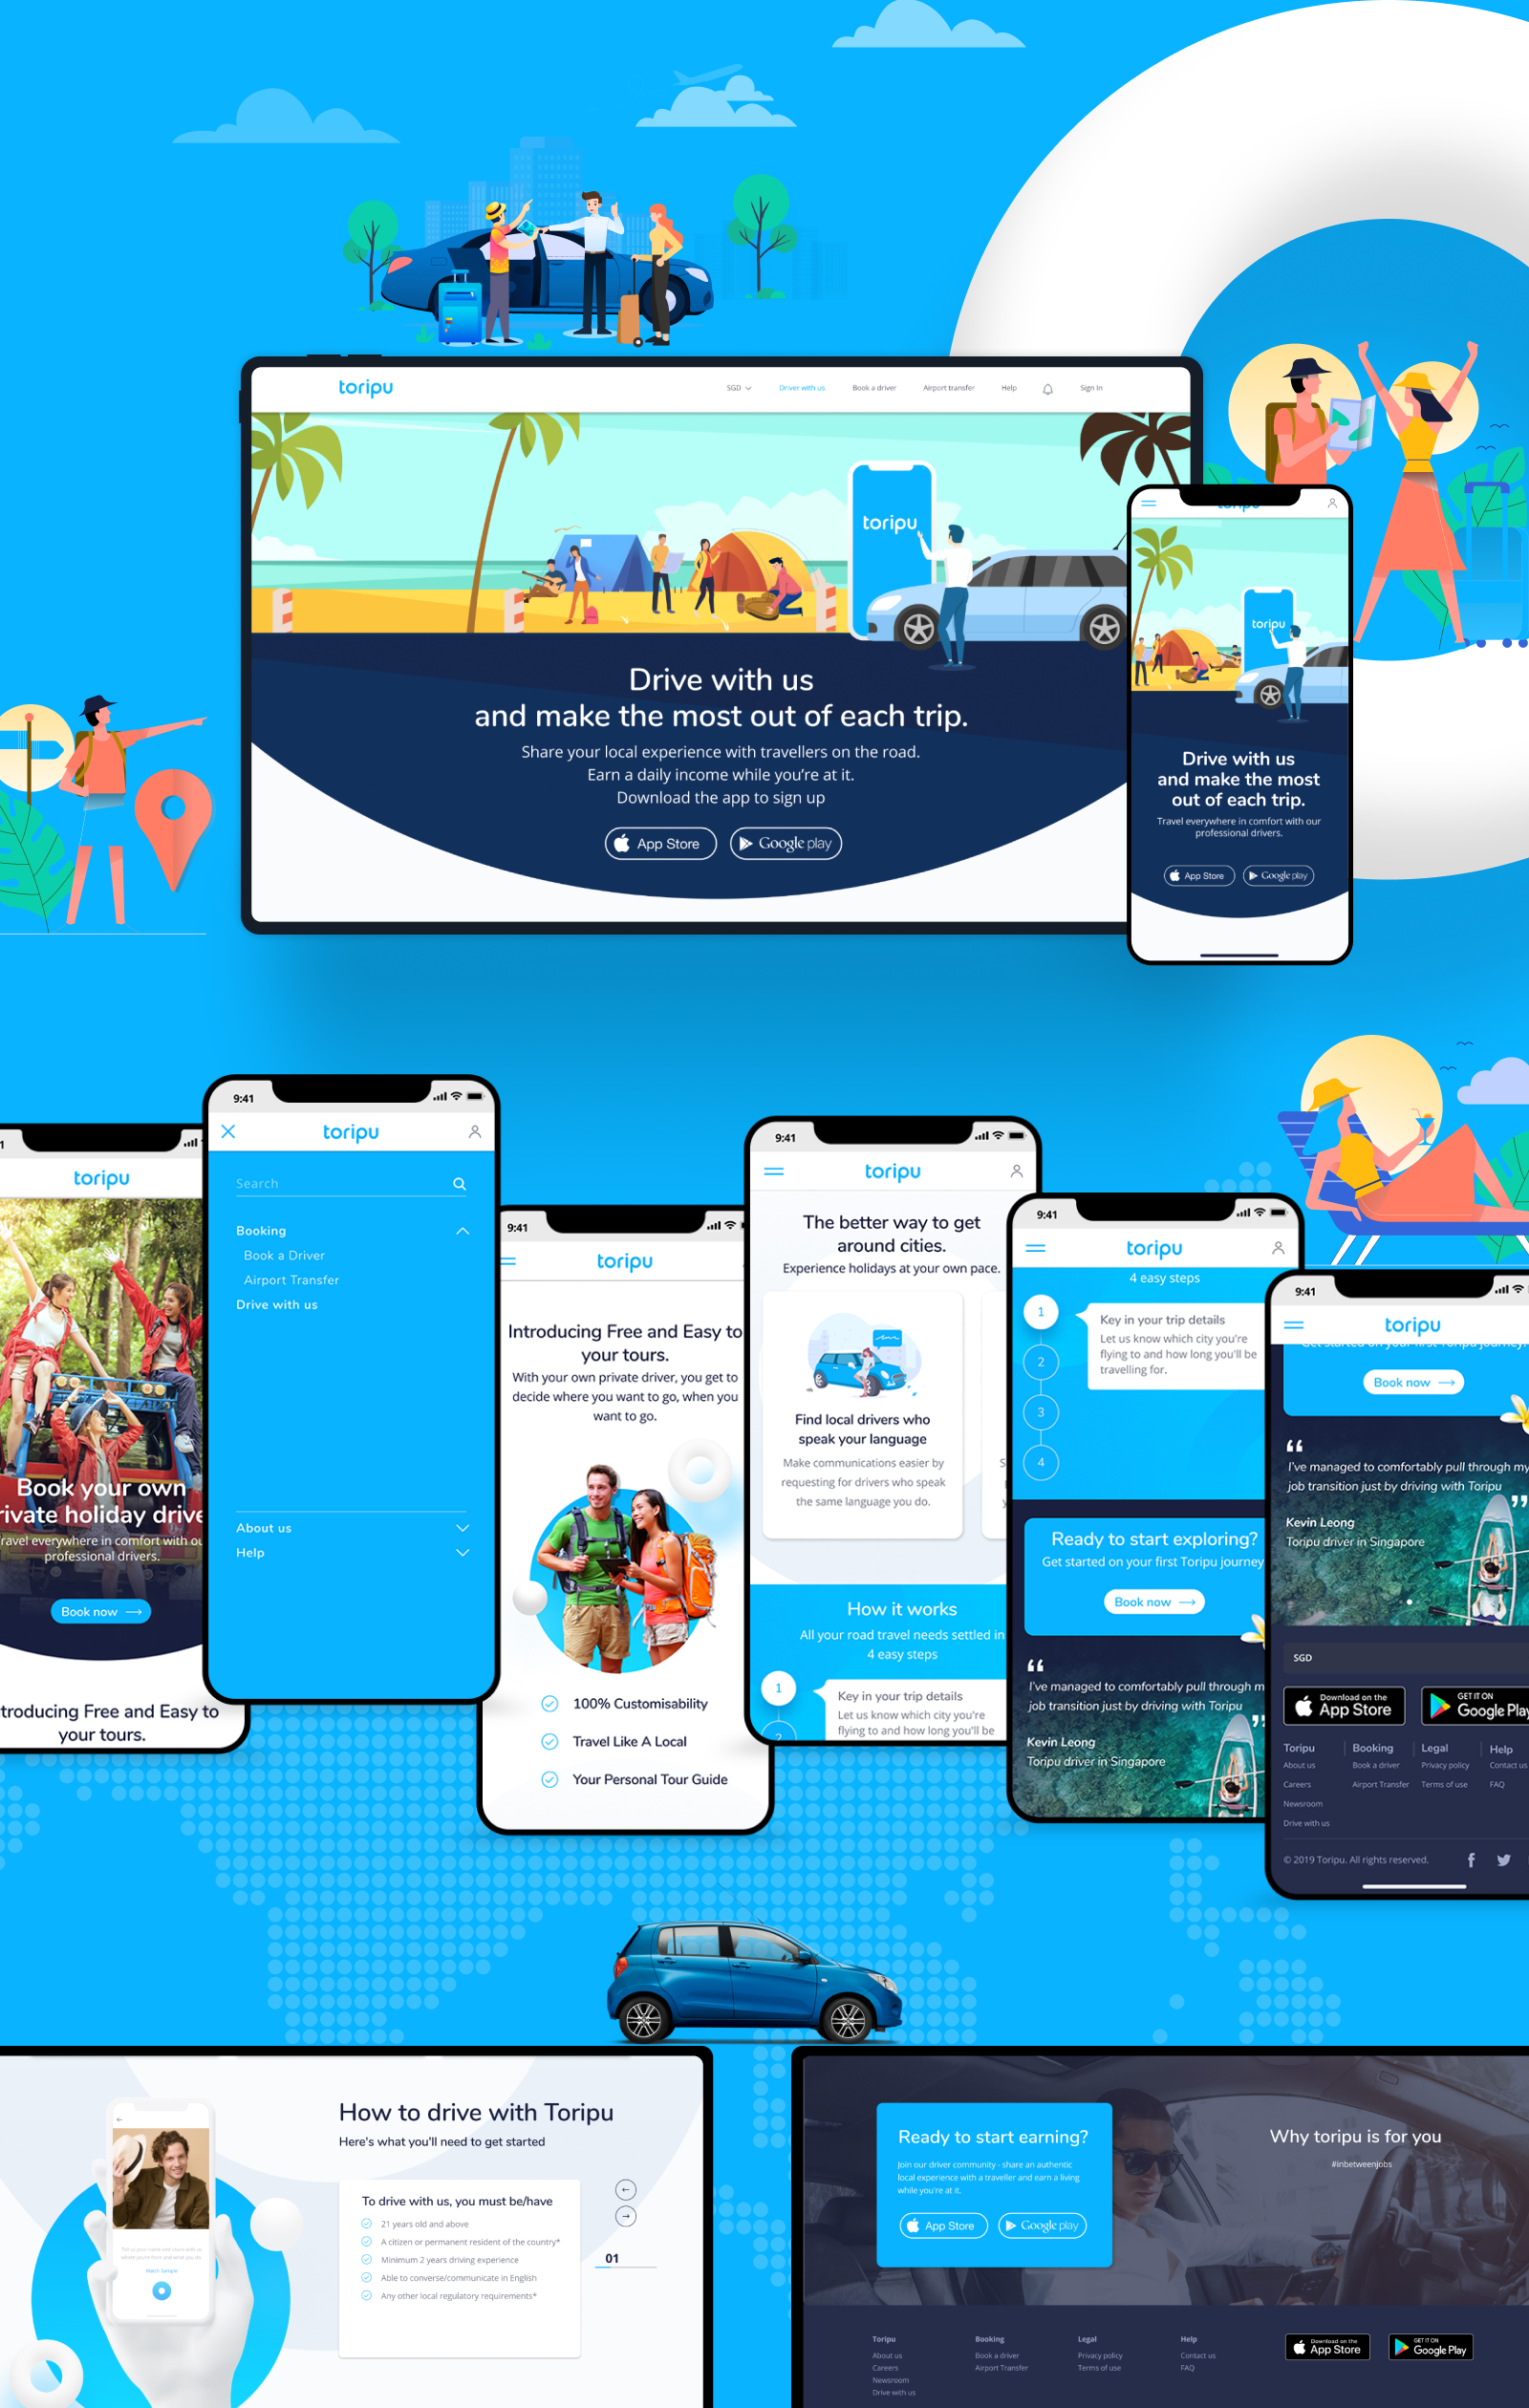 toripu
SGD
Driver with us
Book a driver
Airport transfer
Help
Sign In
toripu
Drive with us
and make the most out of each trip.
Share your local experience with travellers on the road.
Earn a daily income while you're at it.
Download the app to sign up
App Store
Google play
toripu
Drive with us
and make the most
out of each trip.
Travel everywhere in comfort with our
professional drivers.
App Store
Google play
toripu
Book your own
rivate holiday drive
ravel everywhere in comfort with ou
professional drivers.
Book now
troducing Free and Easy to
your tours.
9:41
toripu
Search
Booking
Book a Driver
Airport Transfer
Drive with us
About us
Help
9:41
toripu
Introducing Free and Easy to
your tours.
With your own private driver, you get to
decide where you want to go, when you
want to go.
100% Customisability
Travel Like A Local
Your Personal Tour Guide
9:41
toripu
The better way to get
around cities.
Experience holidays at your own pace.
Find local drivers who
speak your language
Make communications easier by
requesting for drivers who speak
the same language you do.
How it works
All your road travel needs settled in
4 easy steps
1
Key in your trip details
Let us know which city you're
flying to and how long you'll be
2
9:41
toripu
4 easy steps
1
Key in your trip details
Let us know which city you're
flying to and how long you'll be
travelling for.
2
3
4
Ready to start exploring?
Get started on your first Toripu journey
Book now
“
I've managed to comfortably pull through m
job transition just by driving with Toripu
”
Kevin Leong
Toripu driver in Singapore
9:41
toripu
Get started on your first Toripu journey.
Book now
“
I've managed to comfortably pull through my
job transition just by driving with Toripu
”
Kevin Leong
Toripu driver in Singapore
SGD
Download on the
App Store
GET IT ON
Google Play
Toripu
About us
Careers
Newsroom
Drive with us
Booking
Book a driver
Airport Transfer
Legal
Privacy policy
Terms of use
Help
Contact us
FAQ
© 2019 Toripu. All rights reserved.
How to drive with Toripu
Here's what you'll need to get started
To drive with us, you must be/have
21 years old and above
A citizen or permanent resident of the country*
Minimum 2 years driving experience
Able to converse/communicate in English
Any other local regulatory requirements*
01
Watch Sample
Ready to start earning?
Join our driver community - share an authentic
local experience with a traveller and earn a living
while you're at it.
App Store
Google play
Why toripu is for you
#inbetweenjobs
Toripu
About us
Careers
Newsroom
Drive with us
Booking
Book a driver
Airport Transfer
Legal
Privacy policy
Terms of use
Help
Contact us
FAQ
Download on the
App Store
GET IT ON
Google Play